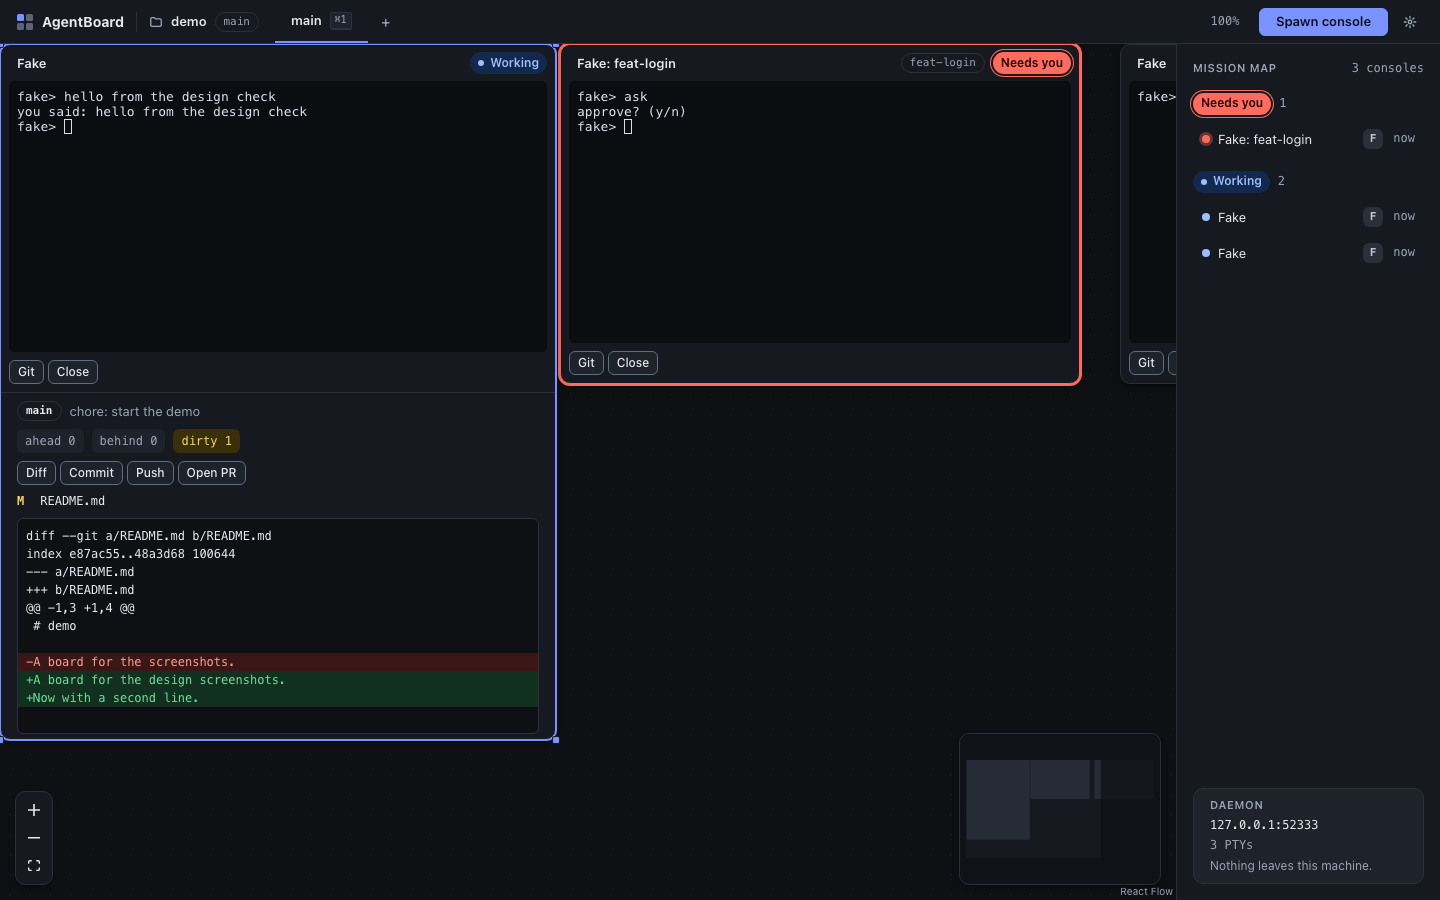 AgentBoard
demo
main
main ⌘1
+
100%
Spawn console
Fake
Working
fake> hello from the design check
you said: hello from the design check
fake>
Git
Close
main
chore: start the demo
ahead 0
behind 0
dirty 1
Diff
Commit
Push
Open PR
M README.md
diff --git a/README.md b/README.md
index e87ac55..48a3d68 100644
--- a/README.md
+++ b/README.md
@@ -1,3 +1,4 @@
# demo
-A board for the screenshots.
+A board for the design screenshots.
+Now with a second line.
Fake: feat-login
feat-login
Needs you
fake> ask
approve? (y/n)
fake>
Git
Close
Fake
fake>
Git
React Flow
MISSION MAP
3 consoles
Needs you 1
Fake: feat-login F now
Working 2
Fake F now
Fake F now
DAEMON
127.0.0.1:52333
3 PTYs
Nothing leaves this machine.